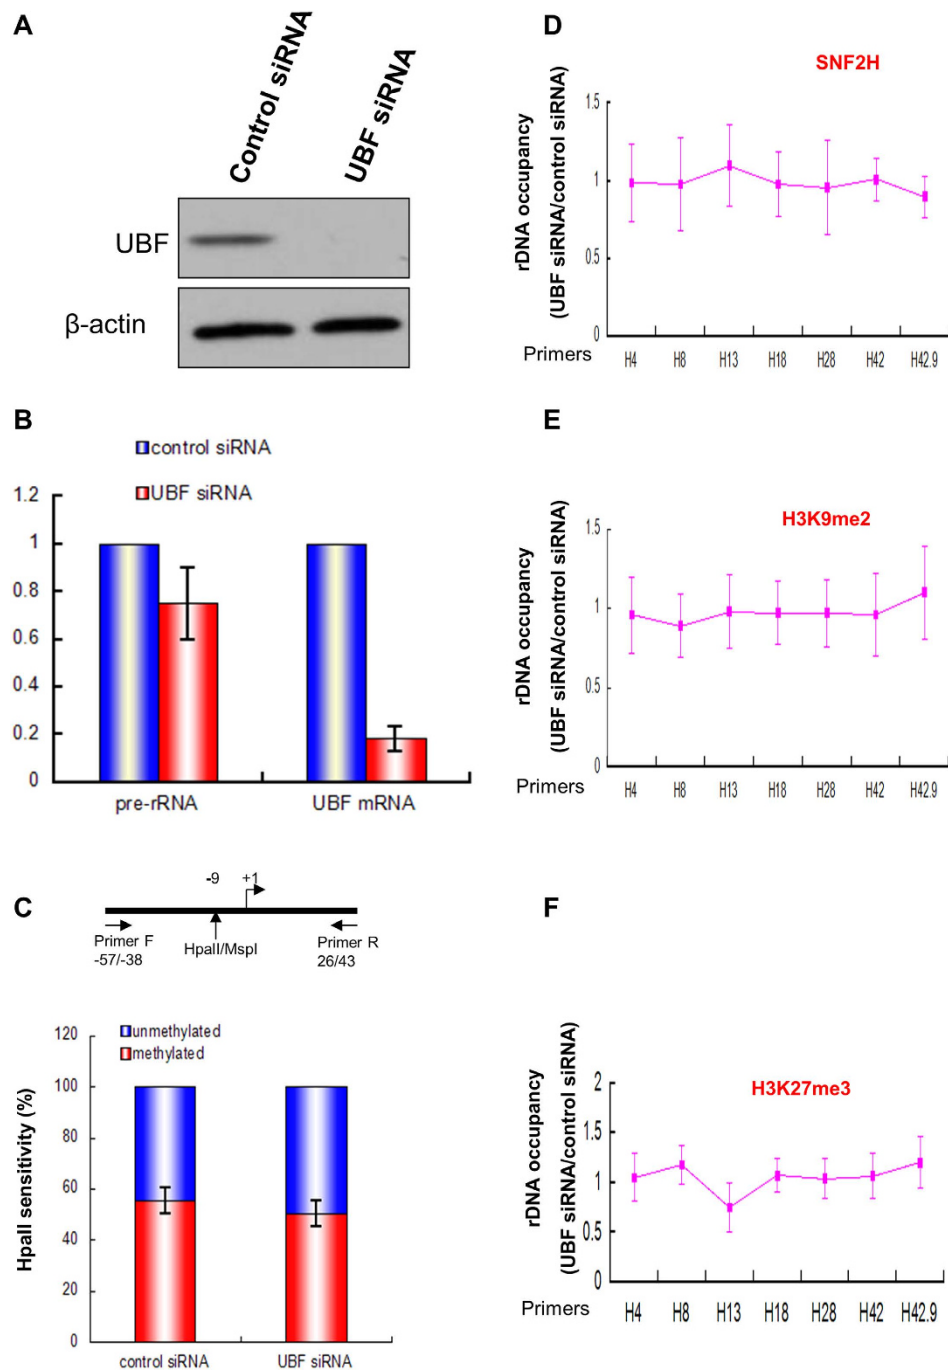 A
Control siRNA
UBF siRNA
UBF
β-actin
B
control siRNA
UBF siRNA
1.2
1
0.8
0.6
0.4
0.2
0
pre-rRNA
UBF mRNA
C
-9
+1
Primer F
-57/-38
HpaII/MspI
Primer R
26/43
unmethylated
methylated
HpaII sensitivity (%)
120
100
80
60
40
20
0
control siRNA
UBF siRNA
D
SNF2H
rDNA occupancy
(UBF siRNA/control siRNA)
1.5
1
0.5
0
Primers
H4
H8
H13
H18
H28
H42
H42.9
E
H3K9me2
rDNA occupancy
(UBF siRNA/control siRNA)
1.5
1
0.5
0
Primers
H4
H8
H13
H18
H28
H42
H42.9
F
H3K27me3
rDNA occupancy
(UBF siRNA/control siRNA)
2
1.5
1
0.5
0
Primers
H4
H8
H13
H18
H28
H42
H42.9